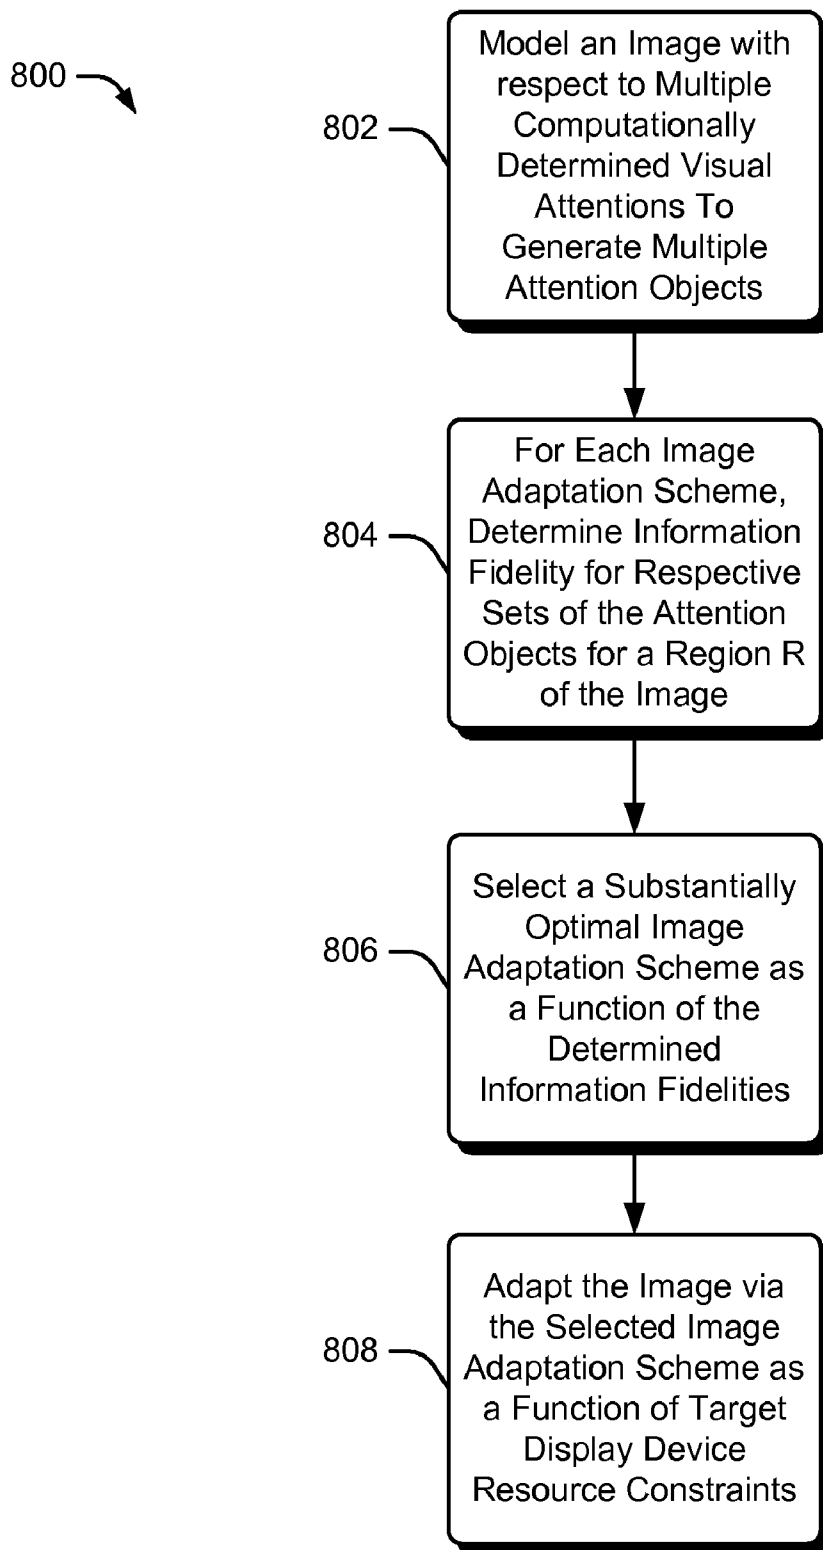 800
802
Model an Image with
respect to Multiple
Computationally
Determined Visual
Attentions To
Generate Multiple
Attention Objects
804
For Each Image
Adaptation Scheme,
Determine Information
Fidelity for Respective
Sets of the Attention
Objects for a Region R
of the Image
806
Select a Substantially
Optimal Image
Adaptation Scheme as
a Function of the
Determined
Information Fidelities
808
Adapt the Image via
the Selected Image
Adaptation Scheme as
a Function of Target
Display Device
Resource Constraints